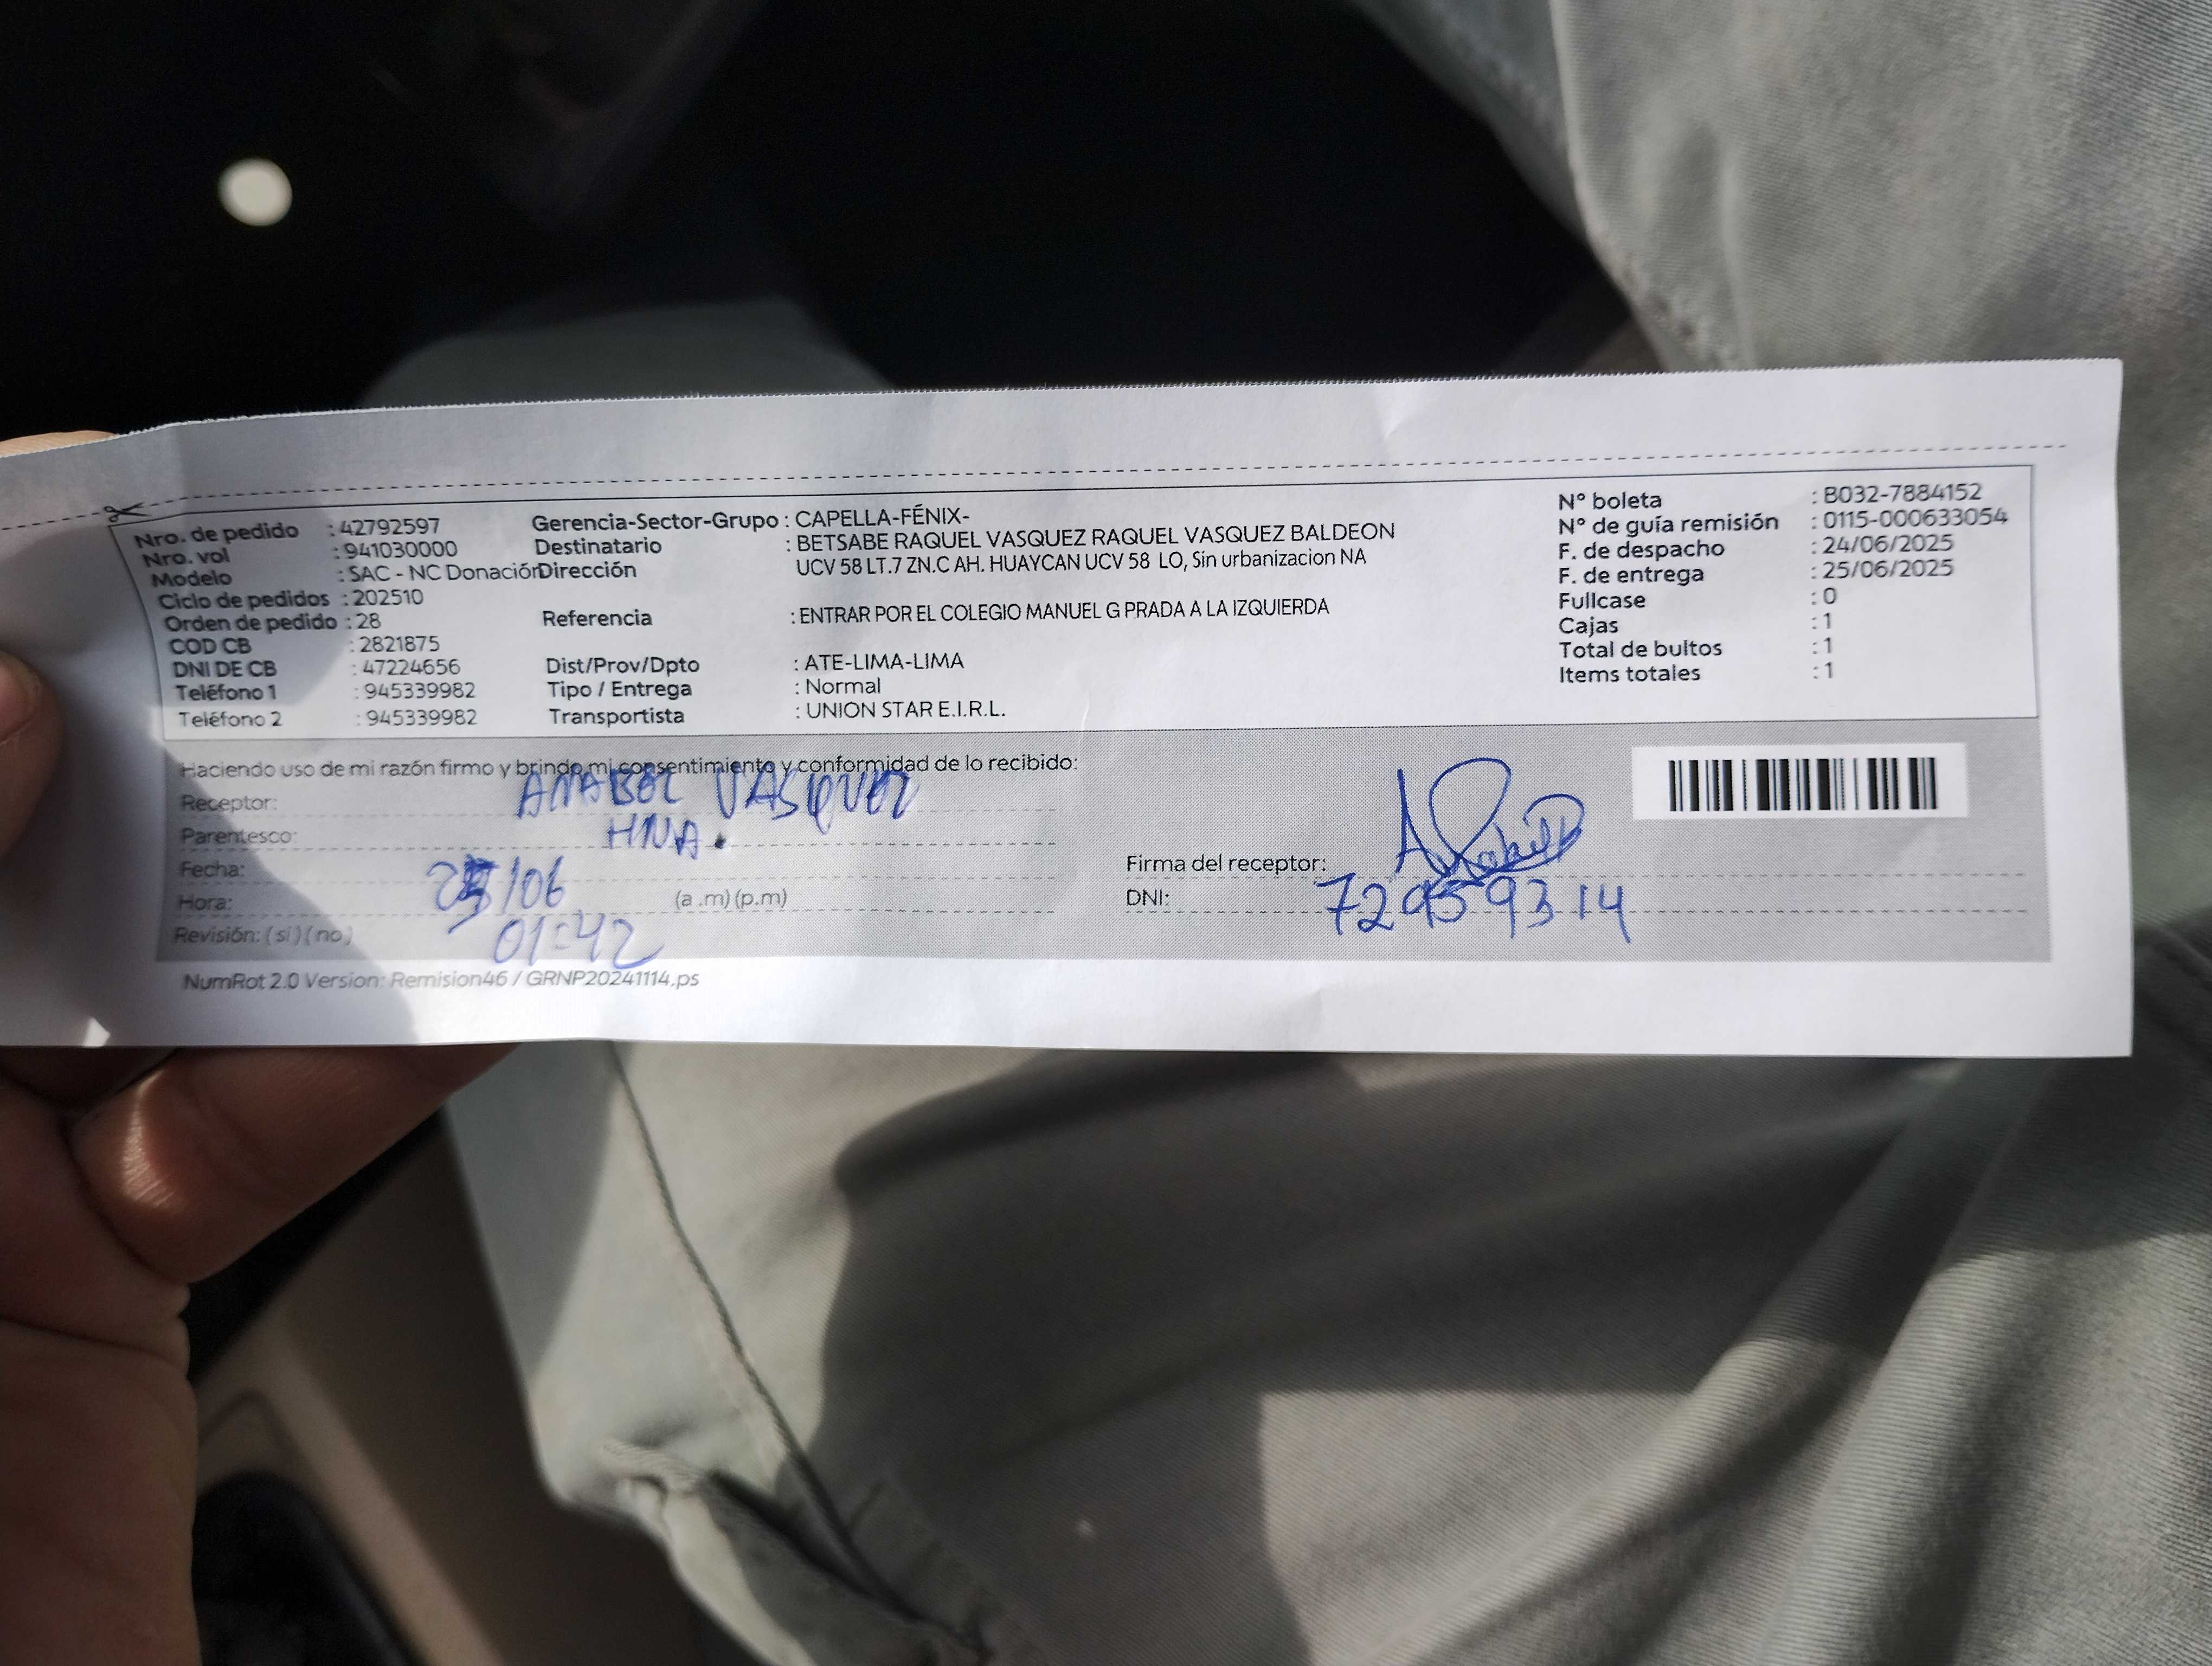 Nro. de pedido : 42792597
Nro. vol : 941030000
Modelo : SAC - NC Donación
Ciclo de pedidos : 202510
Orden de pedido : 28
COD CB : 2821875
DNI DE CB : 47224656
Teléfono 1 : 945339982
Teléfono 2 : 945339982
Gerencia-Sector-Grupo : CAPELLA-FÉNIX-
Destinatario : BETSABE RAQUEL VASQUEZ RAQUEL VASQUEZ BALDEON
Dirección UCV 58 LT.7 ZN.C AH. HUAYCAN UCV 58 LO, Sin urbanizacion NA
Referencia : ENTRAR POR EL COLEGIO MANUEL G PRADA A LA IZQUIERDA
Dist/Prov/Dpto : ATE-LIMA-LIMA
Tipo / Entrega : Normal
Transportista : UNION STAR E.I.R.L.
N° boleta : B032-7884152
N° de guía remisión : 0115-000633054
F. de despacho : 24/06/2025
F. de entrega : 25/06/2025
Fullcase : 0
Cajas : 1
Total de bultos : 1
Items totales : 1
Haciendo uso de mi razón firmo y brindo mi consentimiento y conformidad de lo recibido:
Receptor: ANABEL VASQUEZ
Parentesco: HNA.
Fecha: 25/06
Hora: 01:42 (a .m) (p.m)
Revisión: ( si ) ( no )
Firma del receptor:
DNI: 72959314
NumRot 2.0 Version: Remision46 / GRNP20241114.ps